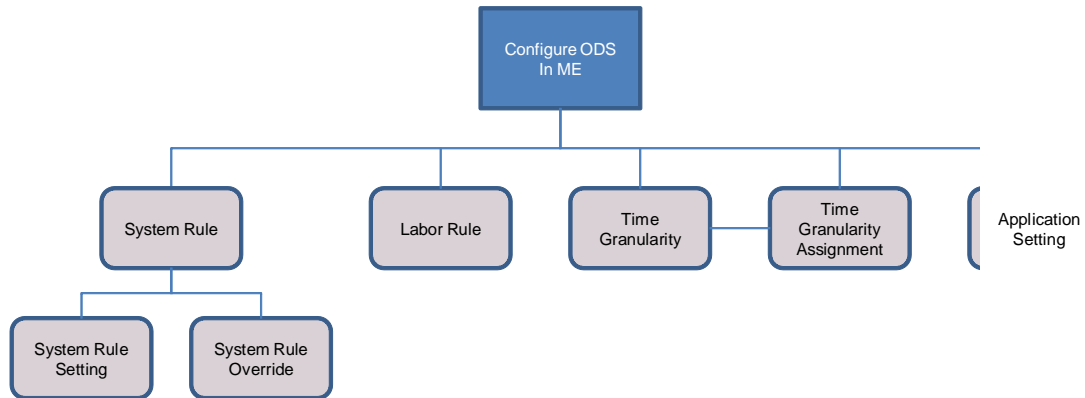 Configure ODS
In ME
System Rule
Labor Rule
Time
Granularity
Time
Granularity
Assignment
Application
Setting
System Rule
Setting
System Rule
Override